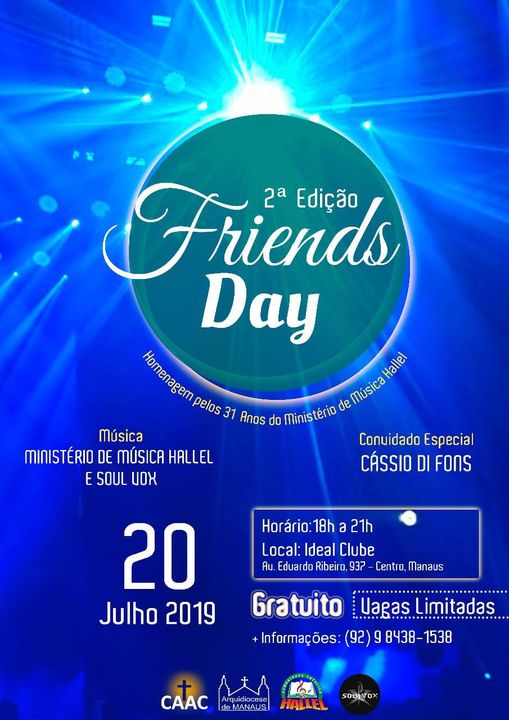 2ª Edição
Friends
Day
Homenagem pelos 31 Anos do Ministério de Música Hallel
Música
MINISTÉRIO DE MÚSICA HALLEL
E SOUL VOX
Convidado Especial
CÁSSIO DI FONS
20
Julho 2019
Horário:18h a 21h
Local: Ideal Clube
Av. Eduardo Ribeiro, 937 – Centro, Manaus
Gratuito Vagas Limitadas
+ Informações: (92) 9 8438-1538
CAAC
Arquidiocese
de MANAUS
COMUNIDADE CATÓLICA
HALLEL
SOULVOX